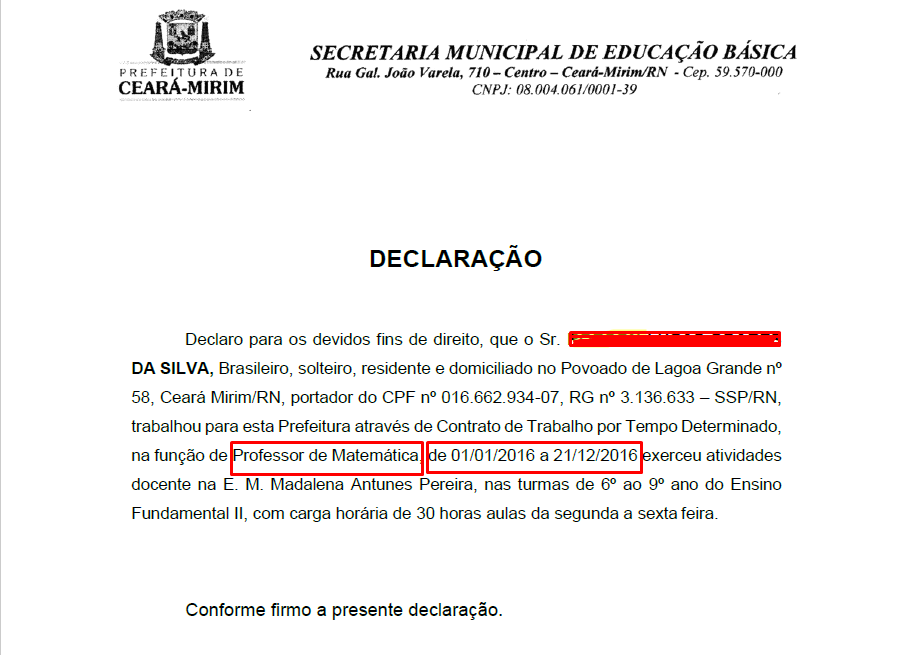 PREFEITURA DE
CEARÁ-MIRIM
SECRETARIA MUNICIPAL DE EDUCAÇÃO BÁSICA
Rua Gal. João Varela, 710 – Centro – Ceará-Mirim/RN - Cep. 59.570-000
CNPJ: 08.004.061/0001-39
DECLARAÇÃO
Declaro para os devidos fins de direito, que o Sr.
DA SILVA, Brasileiro, solteiro, residente e domiciliado no Povoado de Lagoa Grande nº
58, Ceará Mirim/RN, portador do CPF nº 016.662.934-07, RG nº 3.136.633 – SSP/RN,
trabalhou para esta Prefeitura através de Contrato de Trabalho por Tempo Determinado,
na função de Professor de Matemática, de 01/01/2016 a 21/12/2016 exerceu atividades
docente na E. M. Madalena Antunes Pereira, nas turmas de 6º ao 9º ano do Ensino
Fundamental II, com carga horária de 30 horas aulas da segunda a sexta feira.
Conforme firmo a presente declaração.